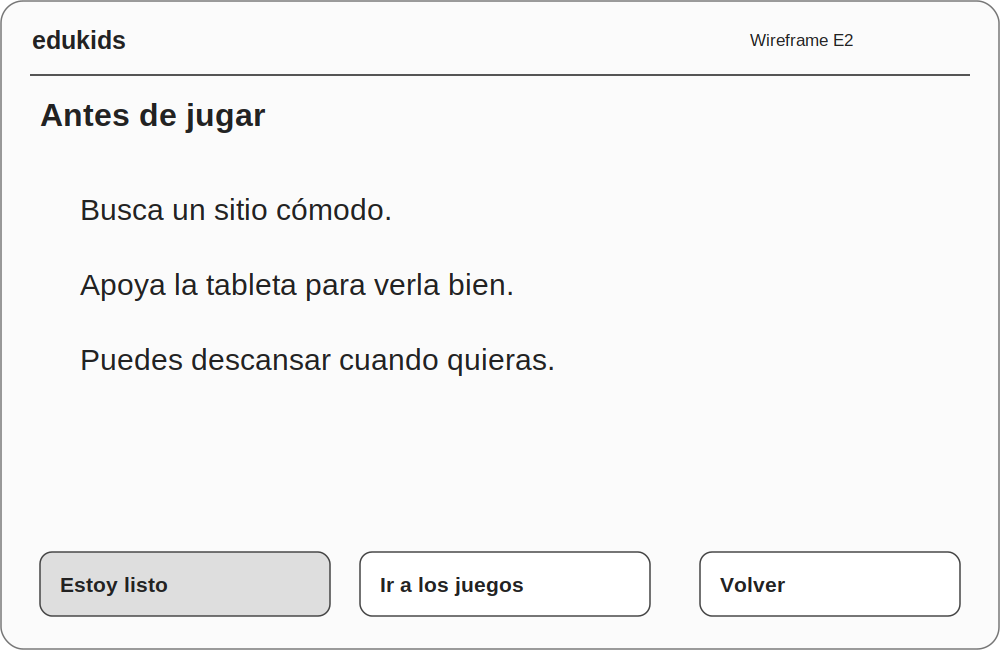 edukids
Wireframe E2
Antes de jugar
Busca un sitio cómodo.
Apoya la tableta para verla bien.
Puedes descansar cuando quieras.
Estoy listo
Ir a los juegos
Volver